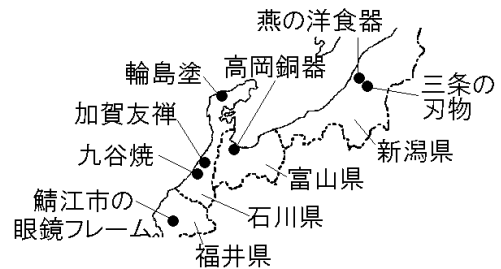 燕の洋食器
輪島塗
高岡銅器
三条の
刃物
加賀友禅
新潟県
九谷焼
富山県
鯖江市の
眼鏡フレーム
石川県
福井県